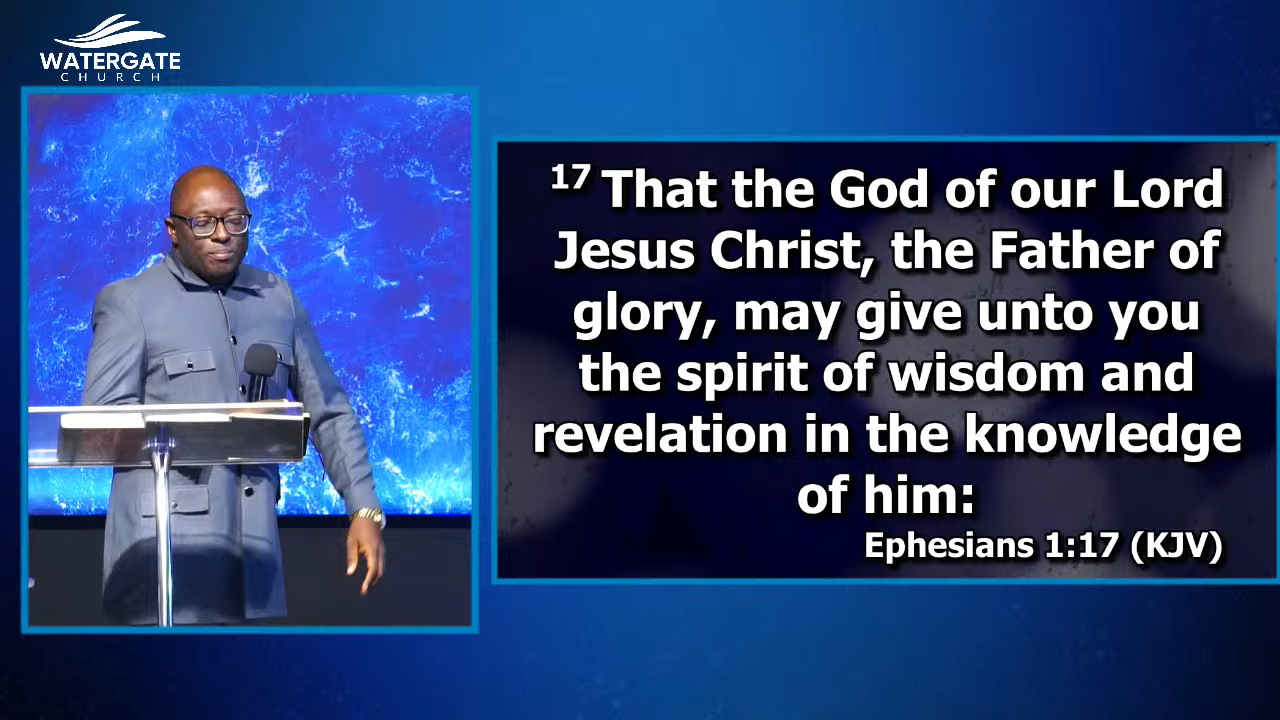 WATERGATE
CHURCH
17 That the God of our Lord
Jesus Christ, the Father of
glory, may give unto you
the spirit of wisdom and
revelation in the knowledge
of him:
Ephesians 1:17 (KJV)